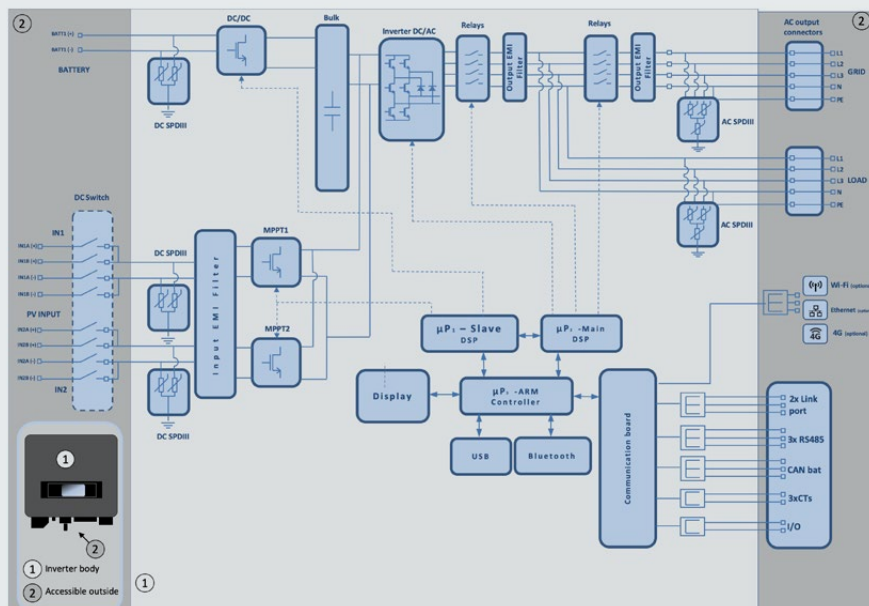 2
DC/DC
Bulk
Inverter DC/AC
Relays
Relays
AC output
connectors
2
BATT1 (+)
BATT1 (-)
BATTERY
DC SPDIII
Output EMI
Filter
Output EMI
Filter
L1
L2
L3
N
PE
GRID
AC SPDIII
L1
L2
L3
N
PE
LOAD
AC SPDIII
DC Switch
IN1
IN1A (+)
IN1B (+)
IN1A (-)
IN1B (-)
PV INPUT
IN2A (+)
IN2B (+)
IN2A (-)
IN2B (-)
IN2
DC SPDIII
DC SPDIII
Input EMI Filter
MPPT1
MPPT2
Wi-Fi (optional)
Ethernet
4G
4G (optional)
– Slave
DSP
-Main
DSP
Display
-ARM
Controller
USB
Bluetooth
Communication board
2x Link
port
3x RS485
CAN bat
3xCTs
I/O
1
2
1 Inverter body
2 Accessible outside
1